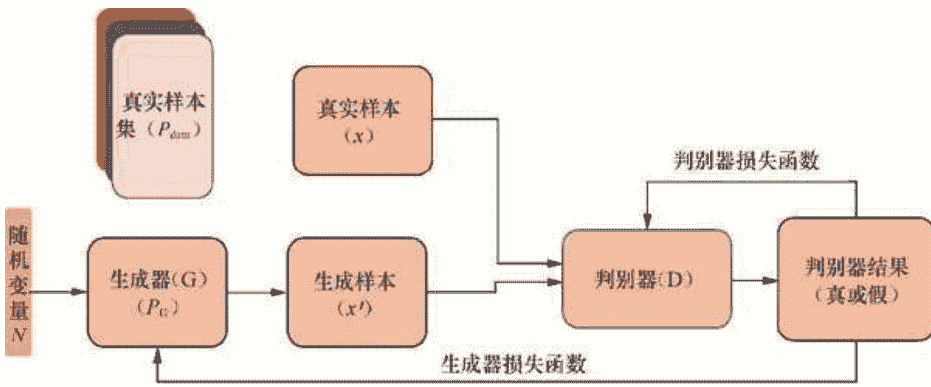 真实样本
集（P_data）
真实样本
（x）
判别器损失函数
随
机
变
量
N
生成器(G)
(P_G)
生成样本
(x′)
判别器(D)
判别器结果
（真或假）
生成器损失函数